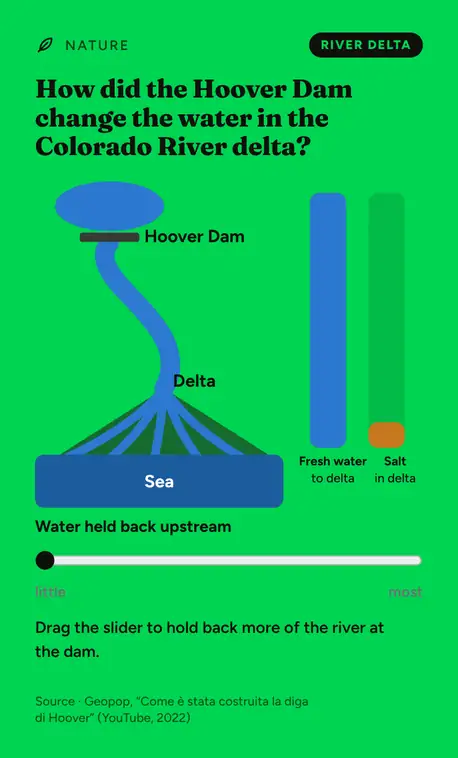 NATURE
RIVER DELTA
How did the Hoover Dam
change the water in the
Colorado River delta?
Hoover Dam
Delta
Sea
Fresh water
to delta
Salt
in delta
Water held back upstream
little
most
Drag the slider to hold back more of the river at
the dam.
Source · Geopop, "Come è stata costruita la diga
di Hoover" (YouTube, 2022)